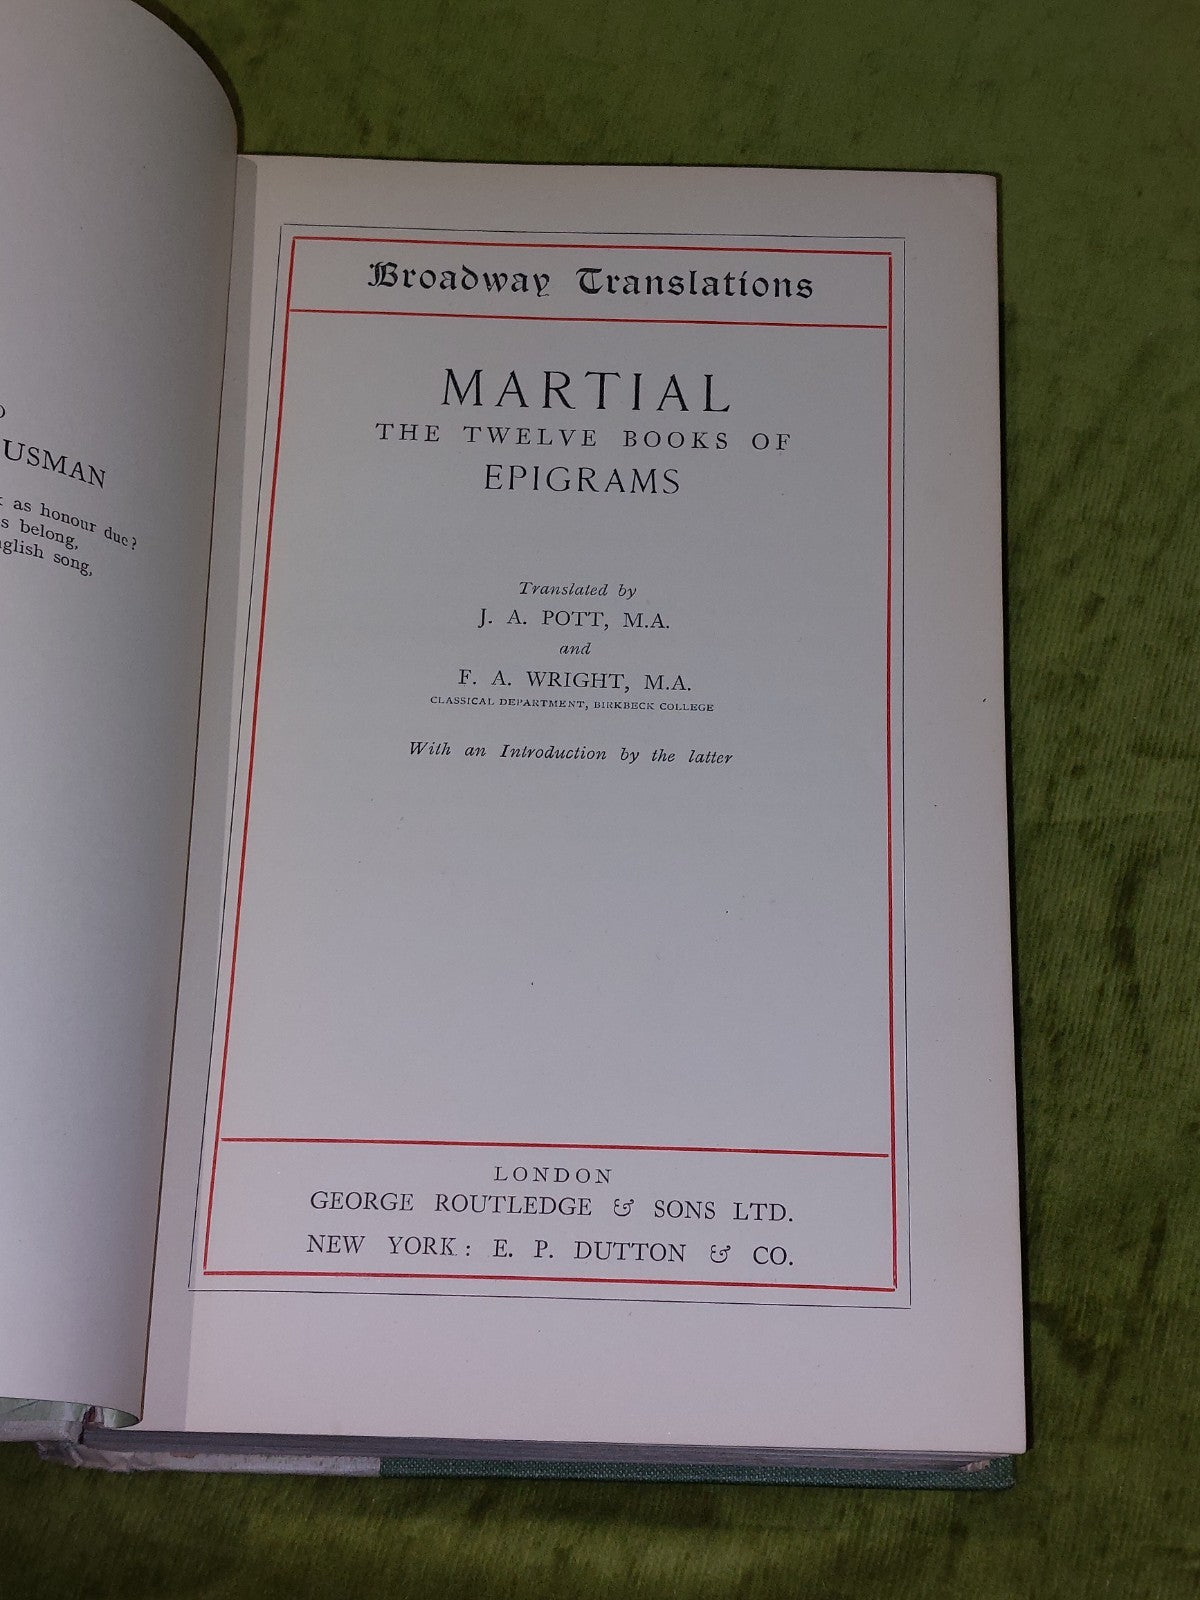 USMAN
as honour due?
s belong,
glish song,
Broadway Translations
MARTIAL
THE TWELVE BOOKS OF
EPIGRAMS
Translated by
J. A. POTT, M.A.
and
F. A. WRIGHT, M.A.
CLASSICAL DEPARTMENT, BIRKBECK COLLEGE
With an Introduction by the latter
LONDON
GEORGE ROUTLEDGE & SONS LTD.
NEW YORK: E. P. DUTTON & CO.